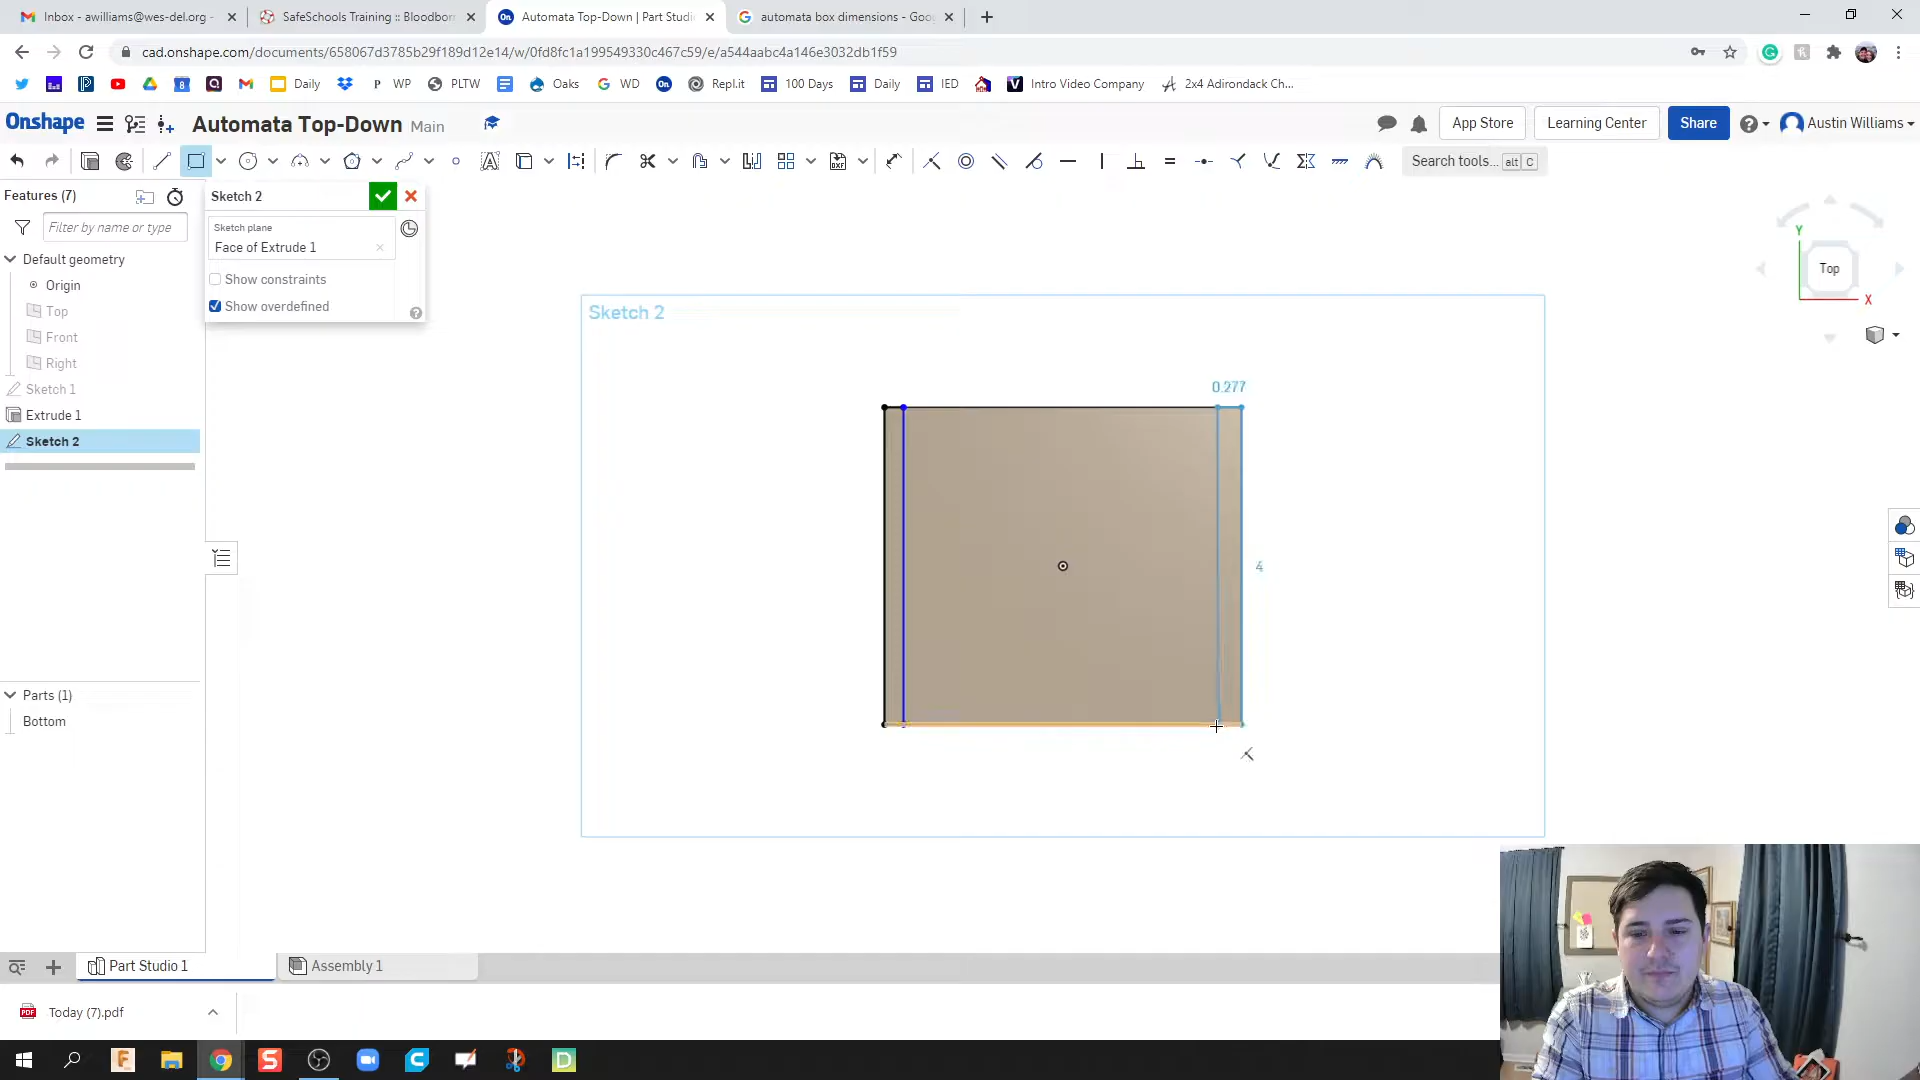 Inbox - awilliams@wes-del.org -
SafeSchools Training :: Bloodborn
Automata Top-Down | Part Studi
automata box dimensions - Goo
cad.onshape.com/documents/658067d3785b29f189d12e14/w/0fd8fc1a199549330c467c59/e/a544aabc4a146e3032db1f59
Daily
WP
PLTW
Oaks
WD
Repl.it
100 Days
Daily
IED
Intro Video Company
2x4 Adirondack Ch...
Onshape
Automata Top-Down
Main
App Store
Learning Center
Share
Austin Williams
Search tools...
alt
C
Features (7)
Filter by name or type
Default geometry
Origin
Top
Front
Right
Sketch 1
Extrude 1
Sketch 2
Sketch 2
Sketch plane
Face of Extrude 1
Show constraints
Show overdefined
Sketch 2
0.277
4
Y
Top
X
Parts (1)
Bottom
Part Studio 1
Assembly 1
Today (7).pdf